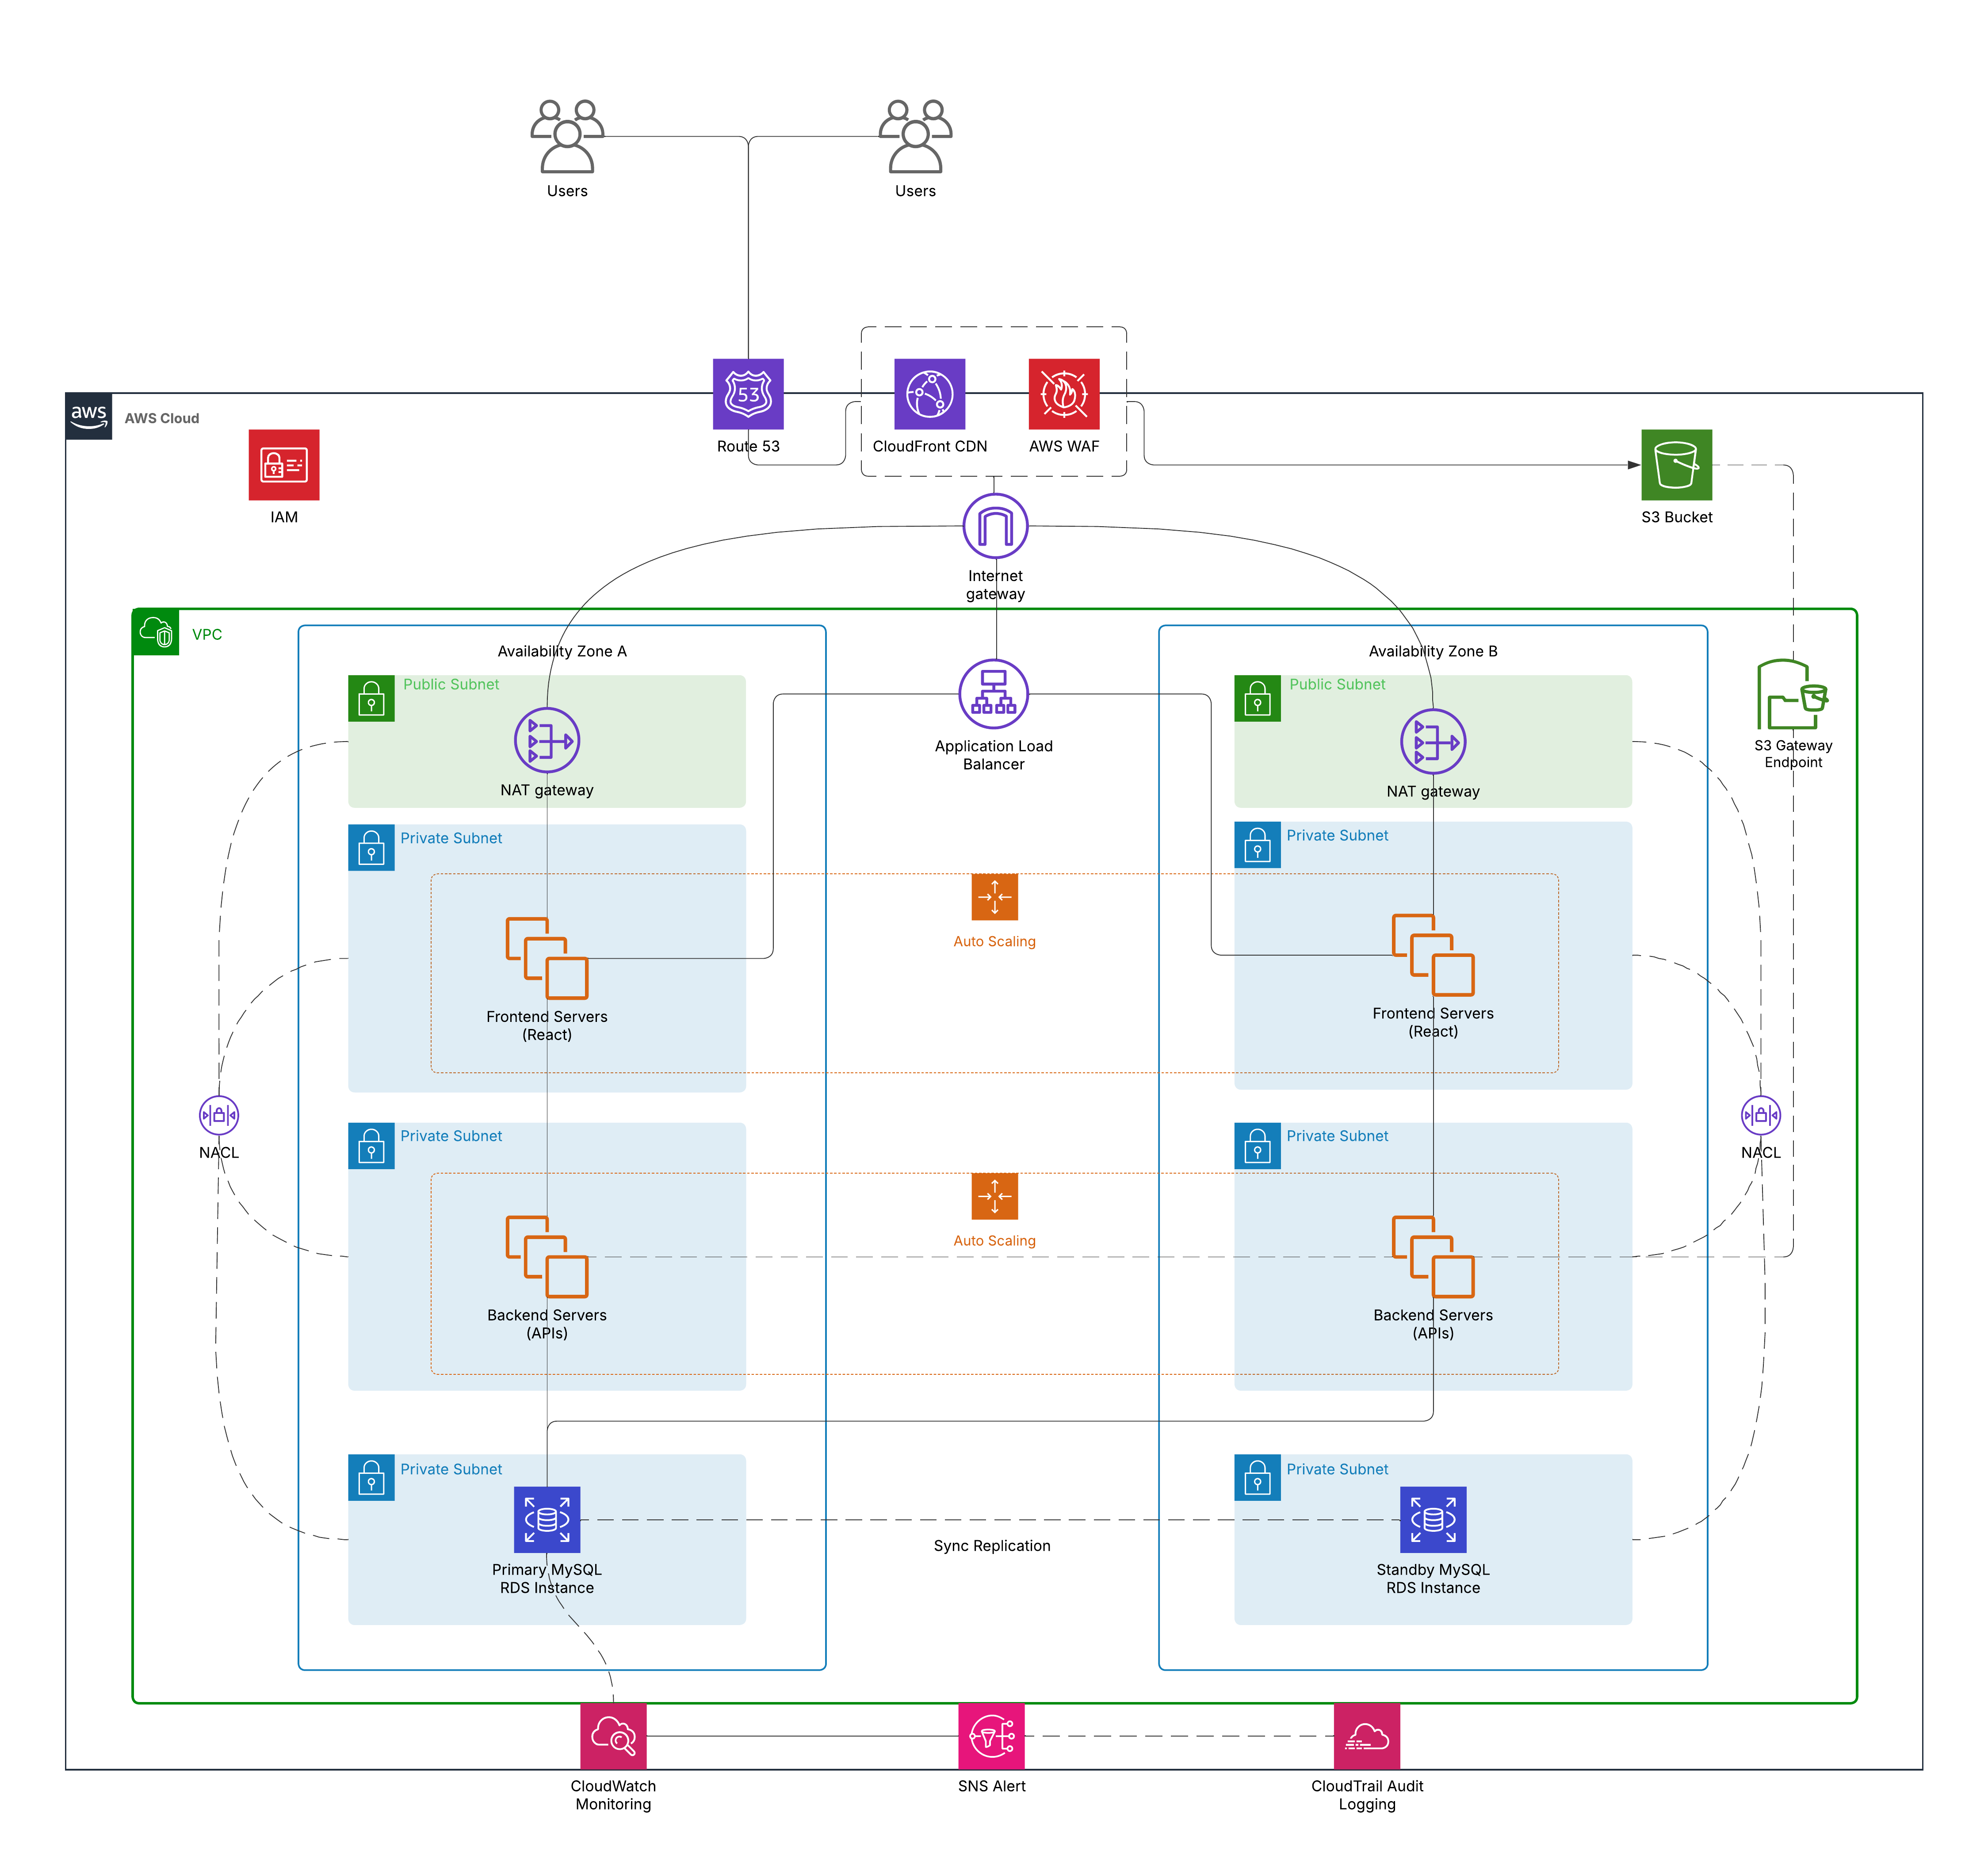 Users
Users
53
Route 53
CloudFront CDN
AWS WAF
aws
AWS Cloud
IAM
S3 Bucket
Internet
gateway
VPC
Availability Zone A
Availability Zone B
Public Subnet
Public Subnet
NAT gateway
Application Load
Balancer
NAT gateway
S3 Gateway
Endpoint
Private Subnet
Private Subnet
Auto Scaling
Frontend Servers
(React)
Frontend Servers
(React)
NACL
NACL
Private Subnet
Private Subnet
Auto Scaling
Backend Servers
(APIs)
Backend Servers
(APIs)
Private Subnet
Private Subnet
Sync Replication
Primary MySQL
RDS Instance
Standby MySQL
RDS Instance
CloudWatch
Monitoring
SNS Alert
CloudTrail Audit
Logging